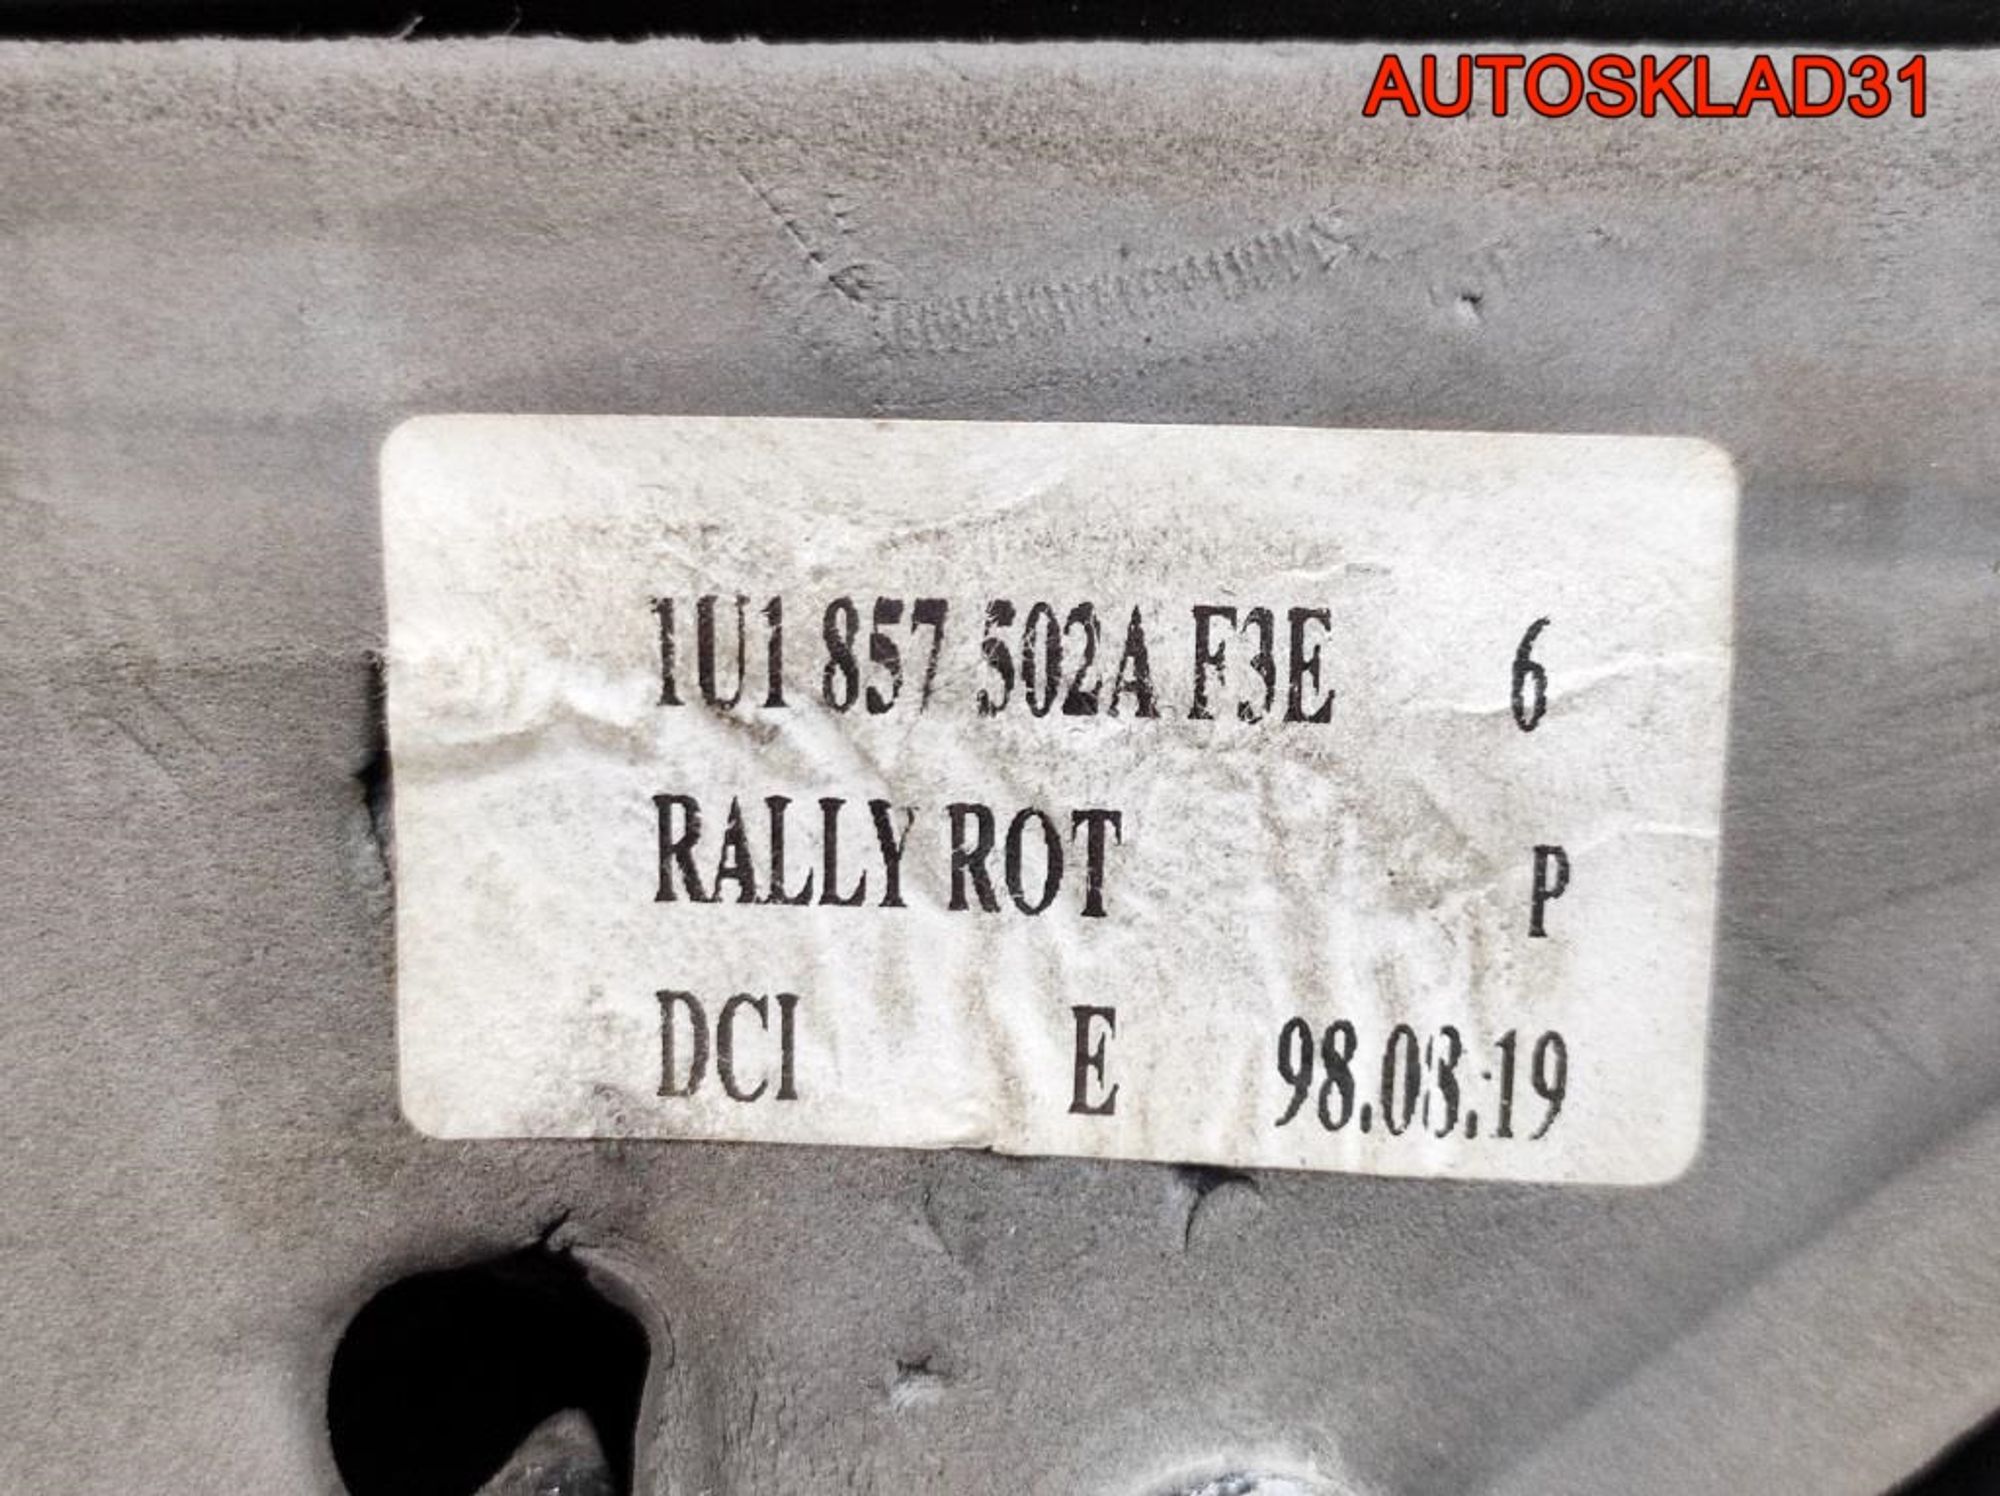 AUTOSKLAD31
1U1 857 502A F3E 6
RALLY ROT P
DCI E 98.03.19